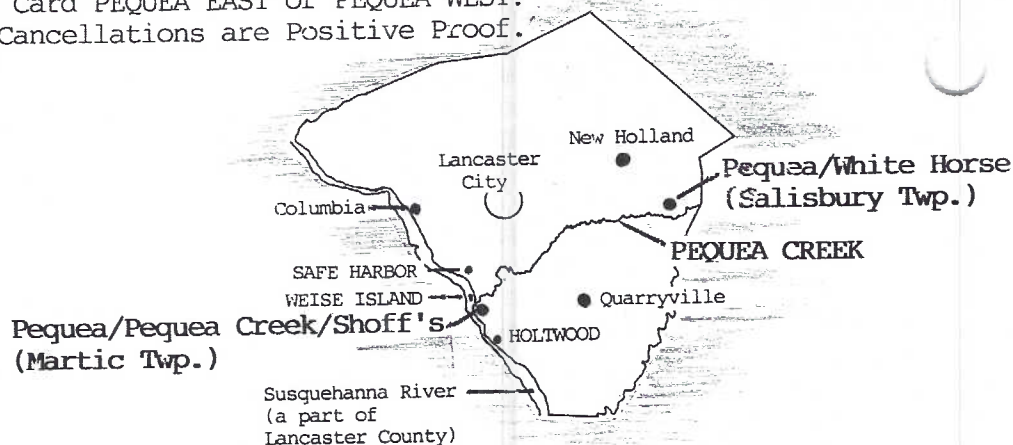 Card PEQUEA EAST or PEQUEA WEST.
Cancellations are Positive Proof.
New Holland
Lancaster
City
Pequea/White Horse
(Salisbury Twp.)
Columbia
PEQUEA CREEK
SAFE HARBOR
WEISE ISLAND
Quarryville
Pequea/Pequea Creek/Shoff's
(Martic Twp.)
HOLTWOOD
Susquehanna River
(a part of
Lancaster County)